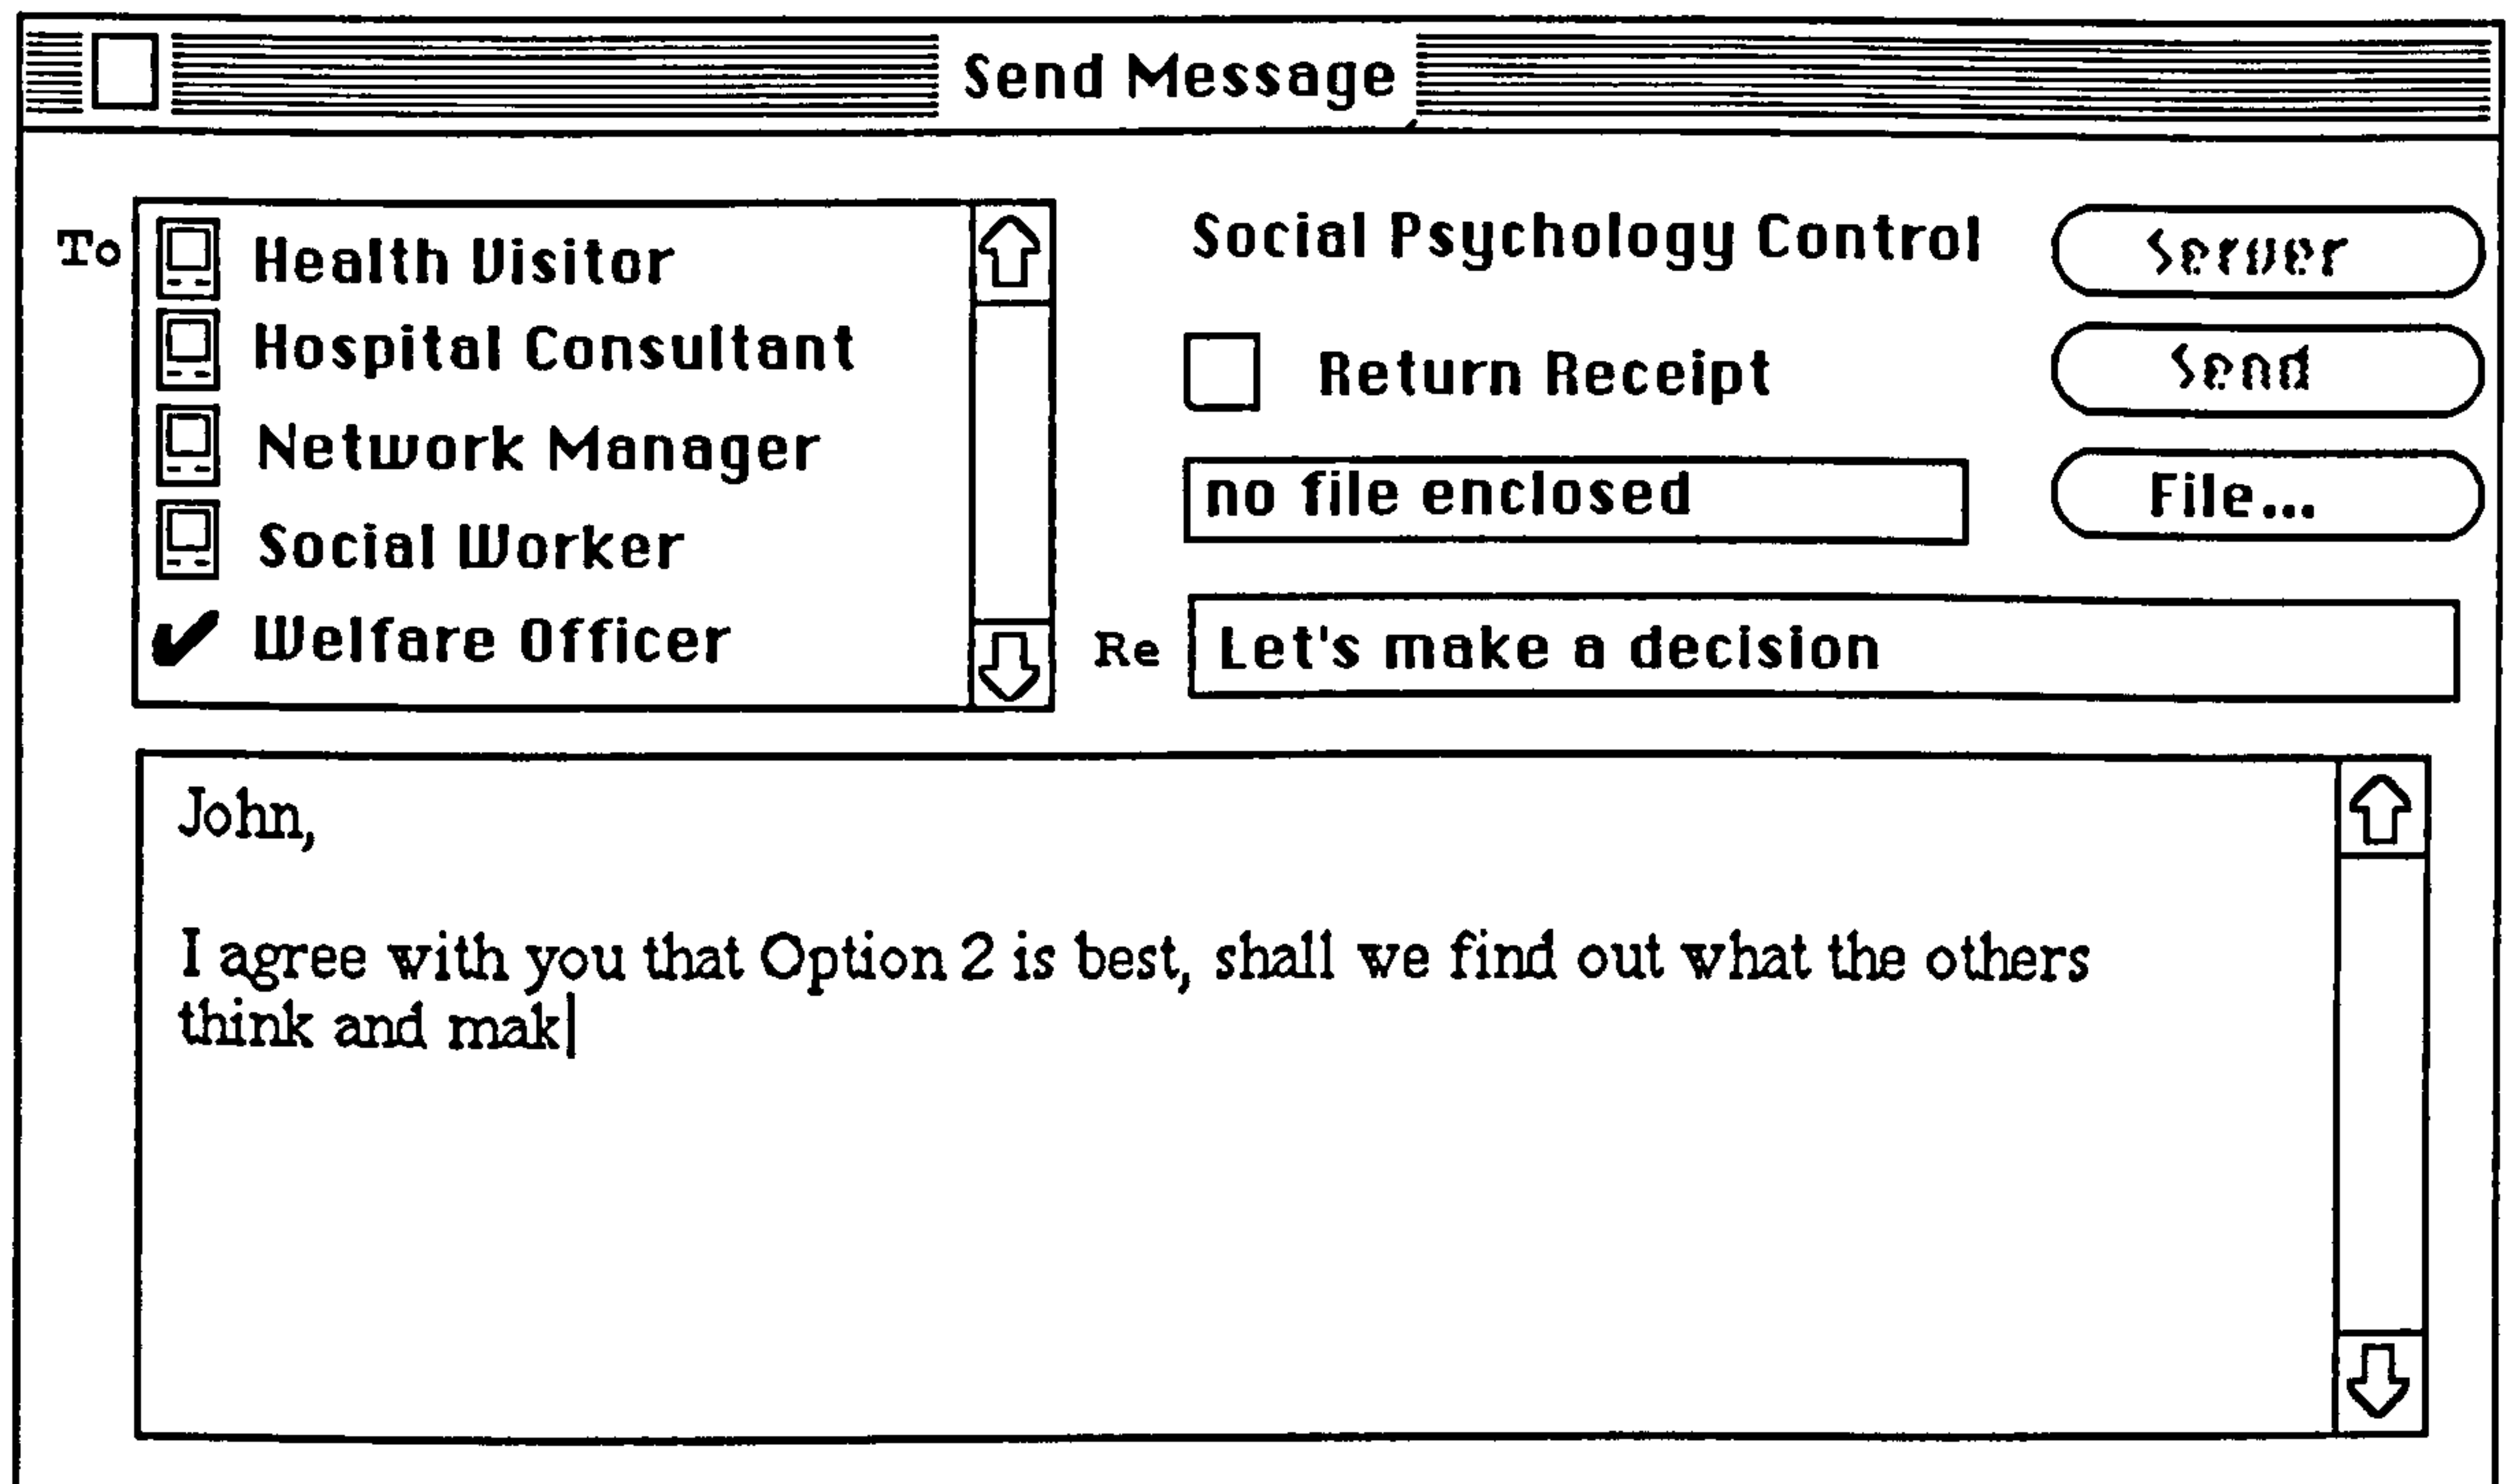 Send Message
To
Health Visitor
Hospital Consultant
Network Manager
Social Worker
Welfare Officer
Social Psychology Control
Server
Return Receipt
Send
no file enclosed
File...
Re
Let's make a decision
John,
I agree with you that Option 2 is best, shall we find out what the others
think and mak